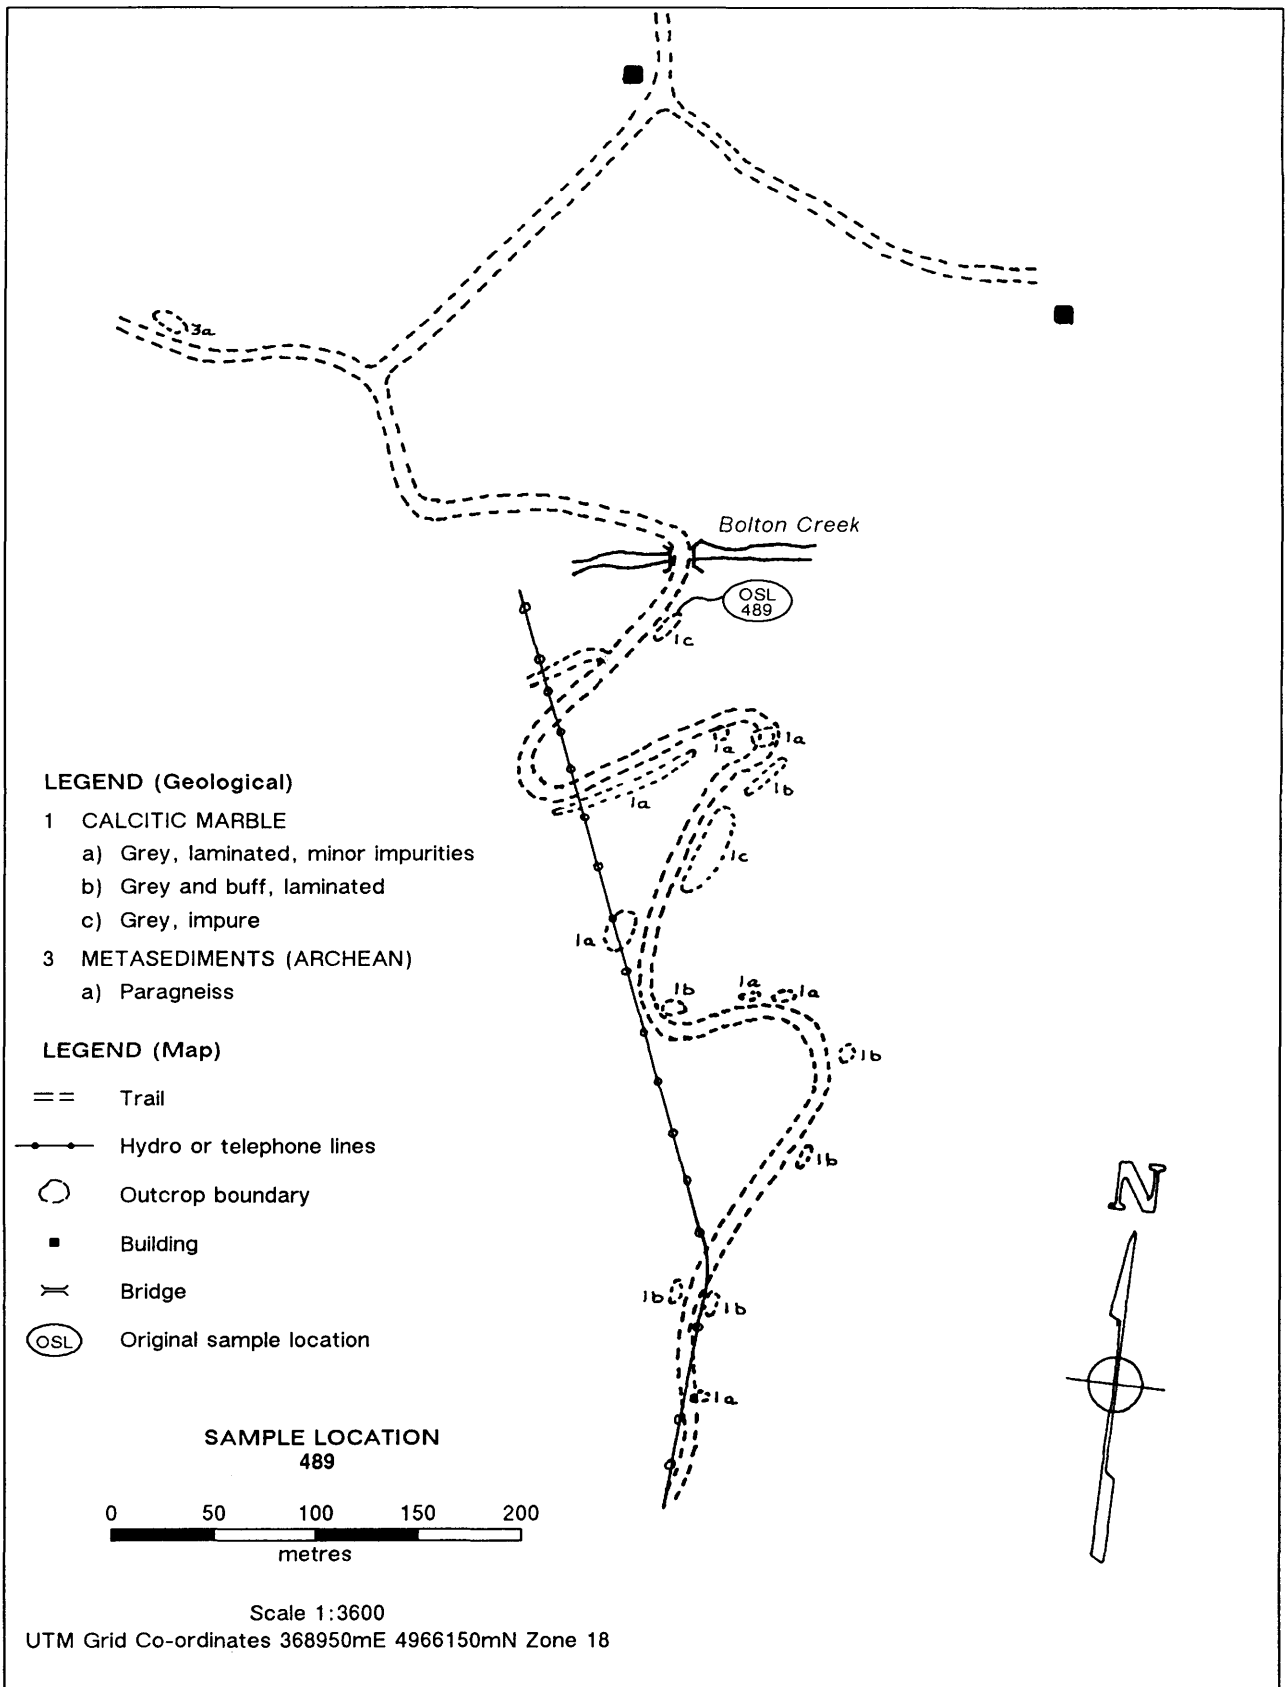 3a
Bolton Creek
OSL
489
1c
1a
1a
1b
1a
1c
1a
1b
1a
1a
1b
1b
1b
1b
1a
LEGEND (Geological)
1 CALCITIC MARBLE
a) Grey, laminated, minor impurities
b) Grey and buff, laminated
c) Grey, impure
3 METASEDIMENTS (ARCHEAN)
a) Paragneiss
LEGEND (Map)
Trail
Hydro or telephone lines
Outcrop boundary
Building
Bridge
OSL Original sample location
N
SAMPLE LOCATION
489
0 50 100 150 200
metres
Scale 1:3600
UTM Grid Co-ordinates 368950mE 4966150mN Zone 18